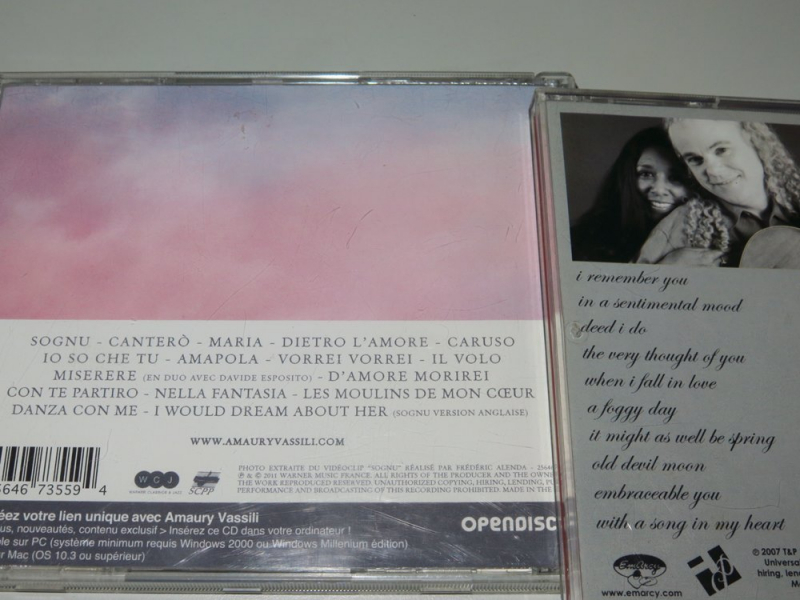 SOGNU - CANTERÒ - MARIA - DIETRO L'AMORE - CARUSO
IO SO CHE TU - AMAPOLA - VORREI VORREI - IL VOLO
MISERERE (EN DUO AVEC DAVIDE ESPOSITO) - D'AMORE MORIREI
CON TE PARTIRO - NELLA FANTASIA - LES MOULINS DE MON CŒUR
DANZA CON ME - I WOULD DREAM ABOUT HER (SOGNU VERSION ANGLAISE)
WWW.AMAURYVASSILI.COM
5646 73559 4
WCJ
SCPP
PHOTO EXTRAITE DU VIDÉOCLIP "SOGNU" RÉALISÉ PAR FRÉDÉRIC
℗ & © 2011 WARNER MUSIC FRANCE. ALL RIGHTS OF THE PRODUCER AND THE
THE WORK REPRODUCED RESERVED. UNAUTHORIZED COPYING, HIRING, LENDING,
PERFORMANCE AND BROADCASTING OF THIS RECORDING PROHIBITED. MADE IN THE
éez votre lien unique avec Amaury Vassili
us, nouveautés, contenu exclusif > Insérez ce CD dans votre ordinateur !
ble sur PC (système minimum requis Windows 2000 ou Windows Millenium édition)
Mac (OS 10.3 ou supérieur)
OPENDISC
i remember you
in a sentimental mood
deed i do
the very thought of you
when i fall in love
a foggy day
it might as well be spring
old devil moon
embraceable you
with a song in my heart
EmArcy
www.emarcy.com
© 2007 T&P
Universal
hiring, len